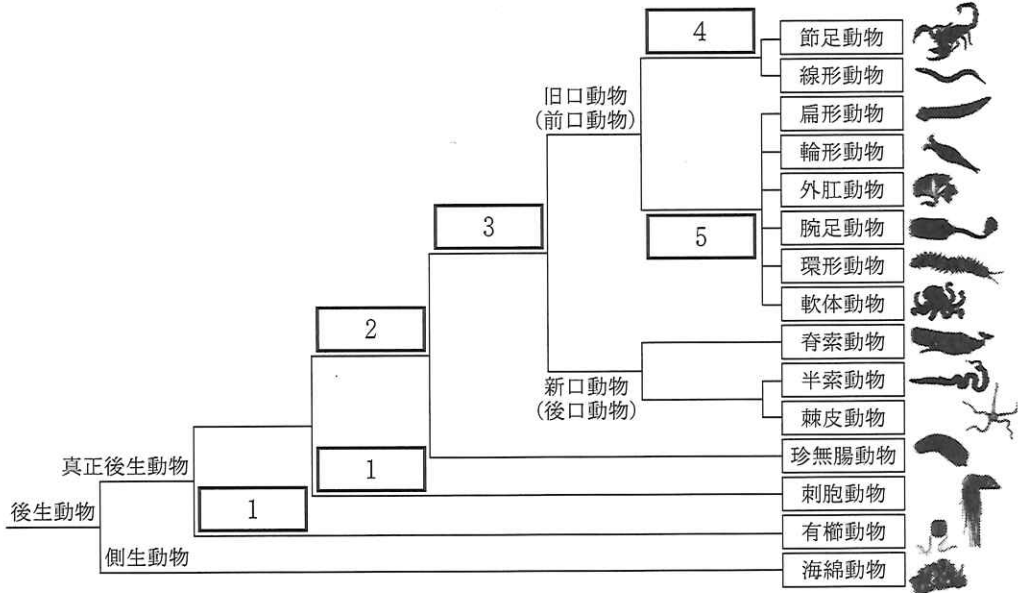 4
節足動物
線形動物
旧口動物
(前口動物)
扁形動物
輪形動物
外肛動物
3
5
腕足動物
環形動物
軟体動物
2
脊索動物
新口動物
(後口動物)
半索動物
棘皮動物
真正後生動物
1
珍無腸動物
後生動物
1
刺胞動物
有櫛動物
側生動物
海綿動物